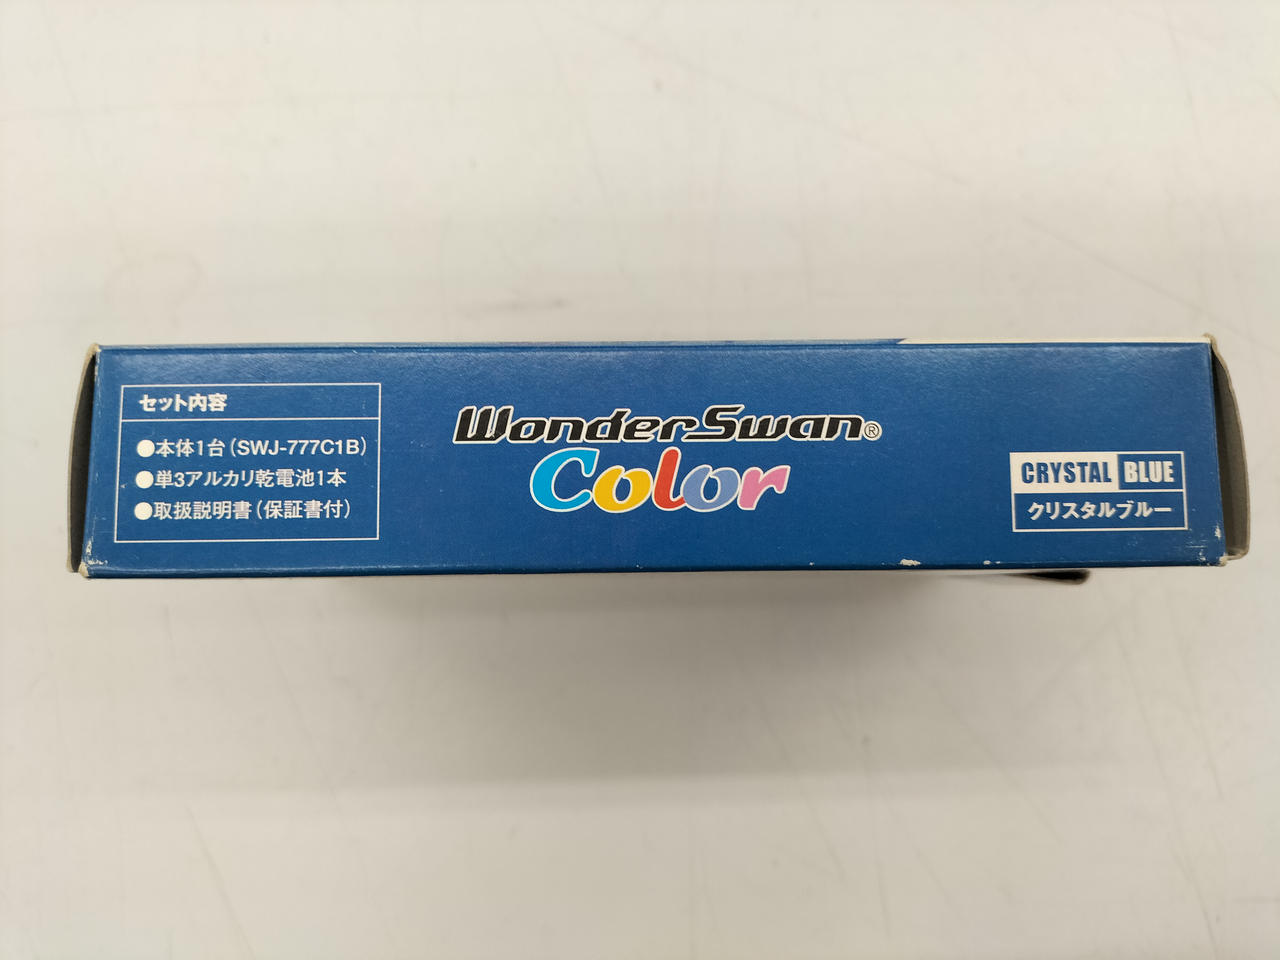 セット内容
●本体1台(SWJ-777C1B)
●単3アルカリ乾電池1本
●取扱説明書(保証書付)
WonderSwan®
Color
CRYSTAL BLUE
クリスタルブルー